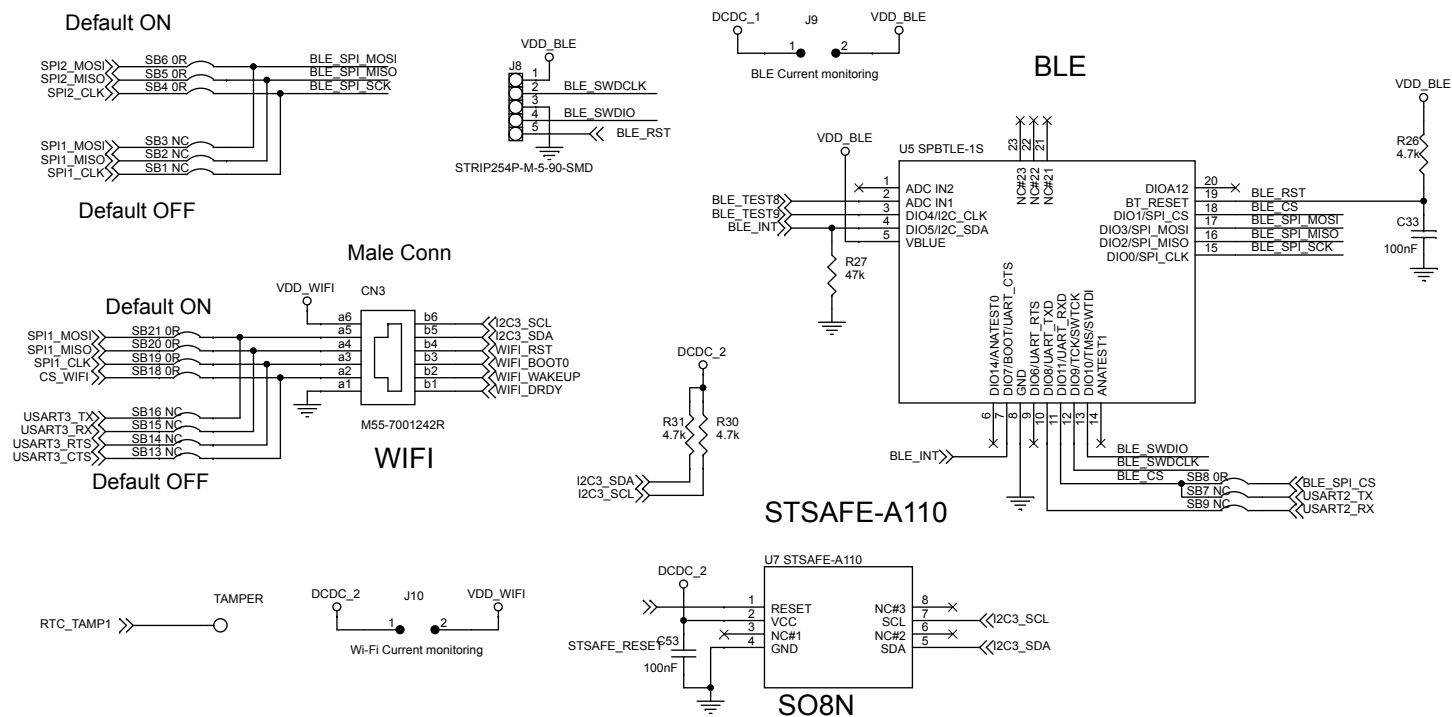 Default ON
SPI2_MOSI SB6 0R BLE_SPI_MOSI
SPI2_MISO SB5 0R BLE_SPI_MISO
SPI2_CLK SB4 0R BLE_SPI_SCK
SPI1_MOSI SB3 NC
SPI1_MISO SB2 NC
SPI1_CLK SB1 NC
Default OFF
VDD_BLE
J8
1
2 BLE_SWDCLK
3
4 BLE_SWDIO
5 BLE_RST
STRIP254P-M-5-90-SMD
DCDC_1 J9 VDD_BLE
1 2
BLE Current monitoring
BLE
VDD_BLE
R26
4.7k
C33
100nF
VDD_BLE
U5 SPBTLE-1S
23 22 21
NC#23 NC#22 NC#21
1 ADC IN2
BLE_TEST8 2 ADC IN1
BLE_TEST9 3 DIO4/I2C_CLK
BLE_INT 4 DIO5/I2C_SDA
5 VBLUE
DIOA12 20
BT_RESET 19 BLE_RST
DIO1/SPI_CS 18 BLE_CS
DIO3/SPI_MOSI 17 BLE_SPI_MOSI
DIO2/SPI_MISO 16 BLE_SPI_MISO
DIO0/SPI_CLK 15 BLE_SPI_SCK
R27
47k
DIO14/ANATEST0
DIO7/BOOT/UART_CTS
GND
DIO6/UART_RTS
DIO8/UART_TXD
DIO11/UART_RXD
DIO9/TCK/SWTCK
DIO10/TMS/SWTDI
ANATEST1
6 7 8 9 10 11 12 13 14
BLE_INT
BLE_SWDIO
BLE_SWDCLK
BLE_CS SB8 0R BLE_SPI_CS
SB7 NC USART2_TX
SB9 NC USART2_RX
Male Conn
VDD_WIFI CN3
Default ON
a6 b6 I2C3_SCL
SPI1_MOSI SB21 0R a5 b5 I2C3_SDA
SPI1_MISO SB20 0R a4 b4 WIFI_RST
SPI1_CLK SB19 0R a3 b3 WIFI_BOOT0
CS_WIFI SB18 0R a2 b2 WIFI_WAKEUP
a1 b1 WIFI_DRDY
USART3_TX SB16 NC
USART3_RX SB15 NC
USART3_RTS SB14 NC
USART3_CTS SB13 NC
M55-7001242R
WIFI
Default OFF
DCDC_2
R31 R30
4.7k 4.7k
I2C3_SDA
I2C3_SCL
STSAFE-A110
U7 STSAFE-A110
DCDC_2
1 RESET
2 VCC
3 NC#1
4 GND
NC#3 8
SCL 7 I2C3_SCL
NC#2 6
SDA 5 I2C3_SDA
STSAFE_RESET
C53
100nF
SO8N
RTC_TAMP1 TAMPER
DCDC_2 J10 VDD_WIFI
1 2
Wi-Fi Current monitoring